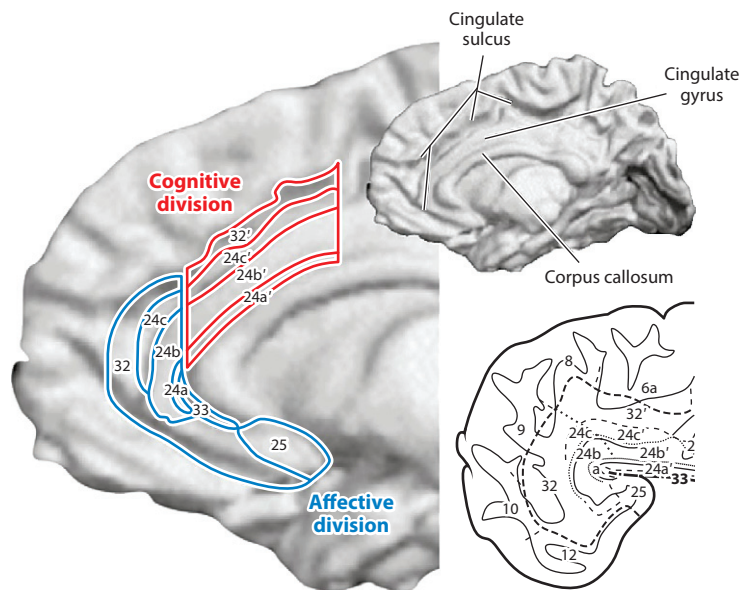 Cingulate
sulcus
Cingulate
gyrus
Corpus callosum
Cognitive
division
32′
24c′
24b′
24a′
24c
32
24b
24a
33
25
Affective
division
8
6a
32′
9
24c
24c′
24b
24b′
2
a
24a′
33
32
25
10
12